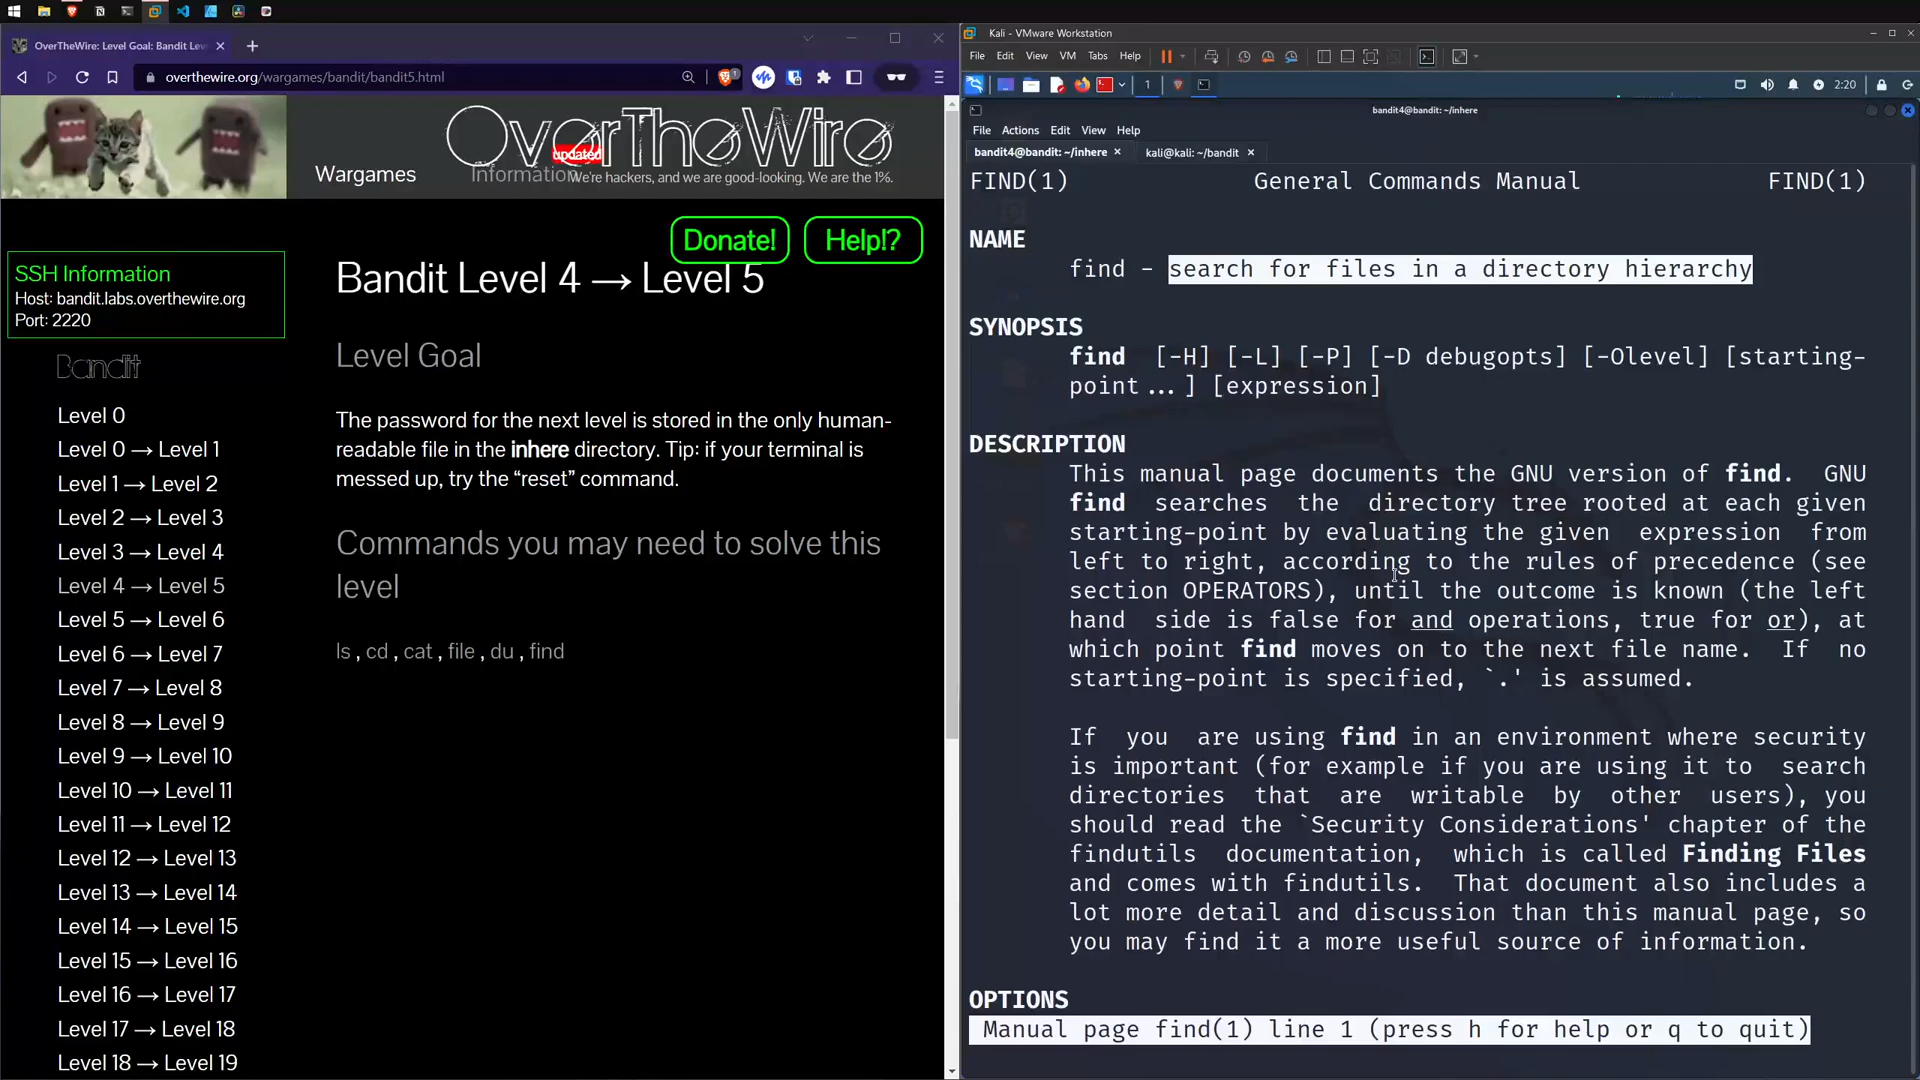 OverTheWire: Level Goal: Bandit Lev
overthewire.org/wargames/bandit/bandit5.html
1
OverTheWire
updated
Wargames
Information
We're hackers, and we are good-looking. We are the 1%.
Donate!
Help!?
SSH Information
Host: bandit.labs.overthewire.org
Port: 2220
Bandit
Level 0
Level 0 → Level 1
Level 1 → Level 2
Level 2 → Level 3
Level 3 → Level 4
Level 4 → Level 5
Level 5 → Level 6
Level 6 → Level 7
Level 7 → Level 8
Level 8 → Level 9
Level 9 → Level 10
Level 10 → Level 11
Level 11 → Level 12
Level 12 → Level 13
Level 13 → Level 14
Level 14 → Level 15
Level 15 → Level 16
Level 16 → Level 17
Level 17 → Level 18
Level 18 → Level 19
Bandit Level 4 → Level 5
Level Goal
The password for the next level is stored in the only human-
readable file in the inhere directory. Tip: if your terminal is
messed up, try the “reset” command.
Commands you may need to solve this
level
ls , cd , cat , file , du , find
Kali - VMware Workstation
File Edit View VM Tabs Help
1
2:20
bandit4@bandit: ~/inhere
File Actions Edit View Help
bandit4@bandit: ~/inhere
kali@kali: ~/bandit
FIND(1) General Commands Manual FIND(1)
NAME
find - search for files in a directory hierarchy
SYNOPSIS
find [-H] [-L] [-P] [-D debugopts] [-Olevel] [starting-
point...] [expression]
DESCRIPTION
This manual page documents the GNU version of find. GNU
find searches the directory tree rooted at each given
starting-point by evaluating the given expression from
left to right, according to the rules of precedence (see
section OPERATORS), until the outcome is known (the left
hand side is false for and operations, true for or), at
which point find moves on to the next file name. If no
starting-point is specified, `.' is assumed.
If you are using find in an environment where security
is important (for example if you are using it to search
directories that are writable by other users), you
should read the `Security Considerations' chapter of the
findutils documentation, which is called Finding Files
and comes with findutils. That document also includes a
lot more detail and discussion than this manual page, so
you may find it a more useful source of information.
OPTIONS
Manual page find(1) line 1 (press h for help or q to quit)